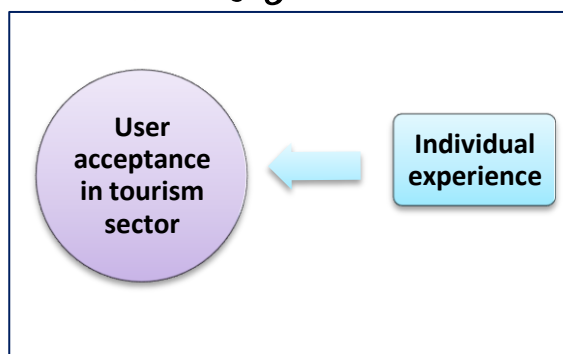 User
acceptance
in tourism
sector
Individual
experience